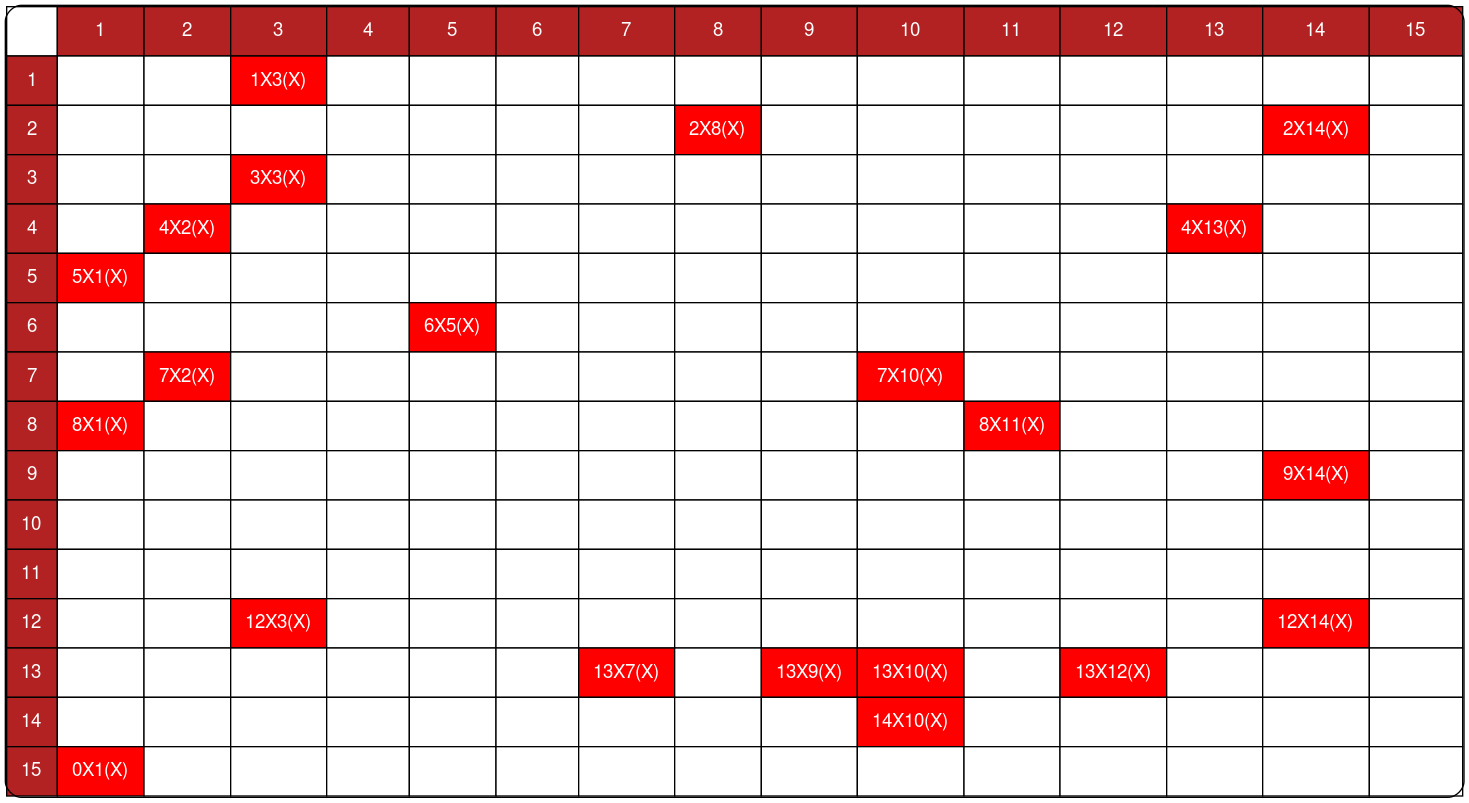 1 2 3 4 5 6 7 8 9 10 11 12 13 14 15
1 1X3(X)
2 2X8(X) 2X14(X)
3 3X3(X)
4 4X2(X) 4X13(X)
5 5X1(X)
6 6X5(X)
7 7X2(X) 7X10(X)
8 8X1(X) 8X11(X)
9 9X14(X)
10
11
12 12X3(X) 12X14(X)
13 13X7(X) 13X9(X) 13X10(X) 13X12(X)
14 14X10(X)
15 0X1(X)